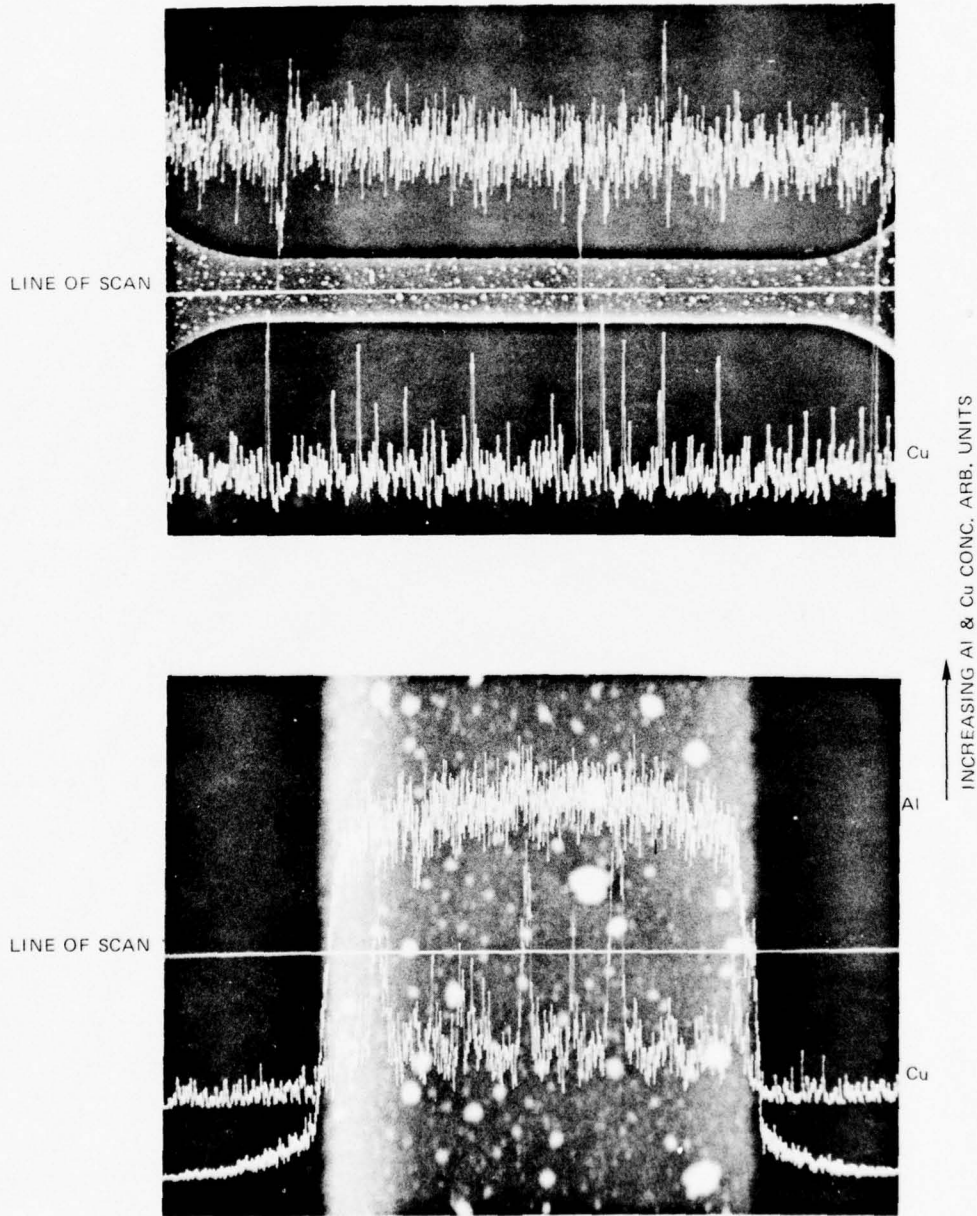 LINE OF SCAN
Cu
INCREASING Al & Cu CONC. ARB. UNITS
Al
LINE OF SCAN
Cu